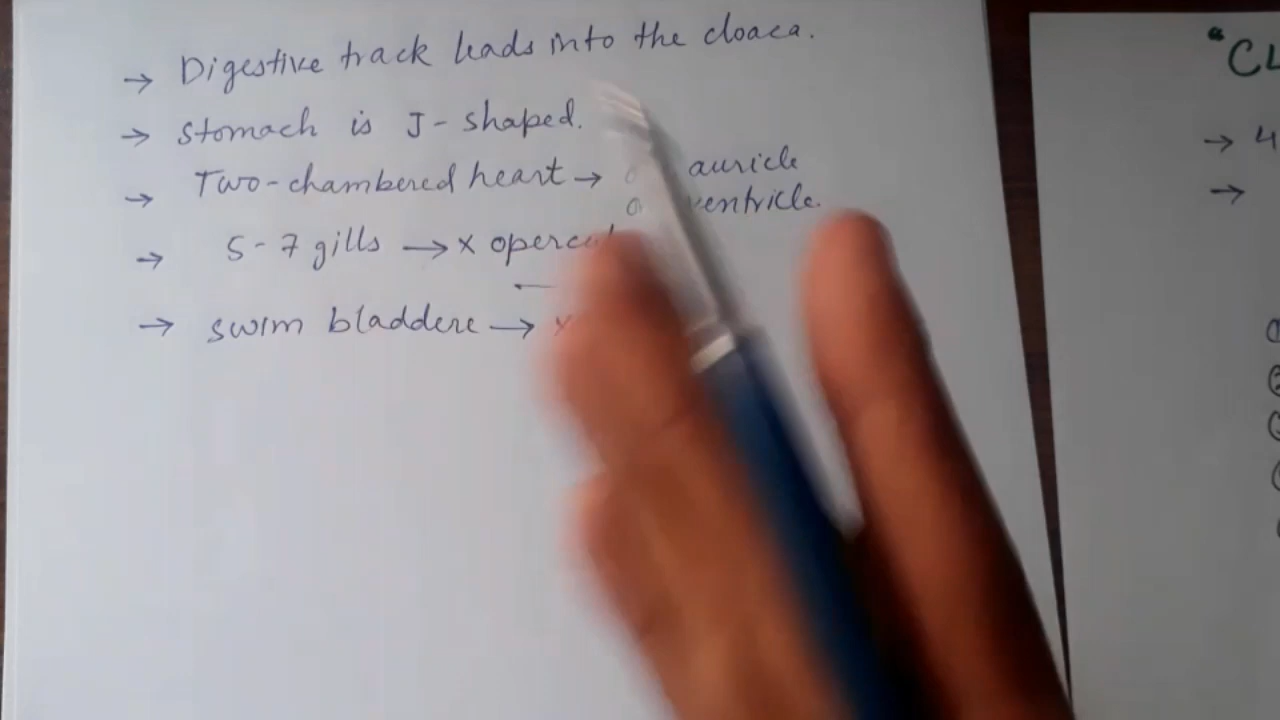 → Digestive track leads into the cloaca.
→ Stomach is J-shaped.
→ Two-chambered heart → auricle
ventricle.
→ 5-7 gills → x
→ swim bladdere → x
"CL
→ 4
→